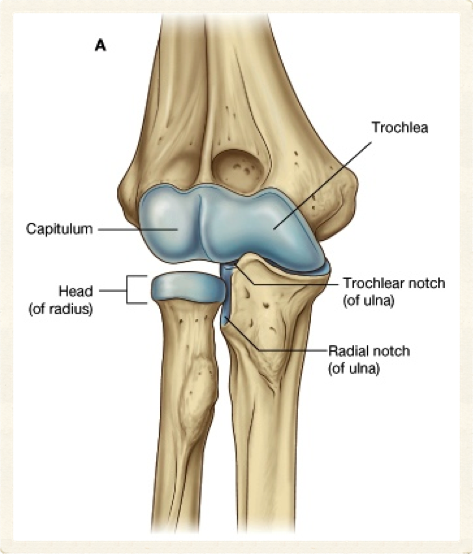 A
Trochlea
Capitulum
Head
(of radius)
Trochlear notch
(of ulna)
Radial notch
(of ulna)